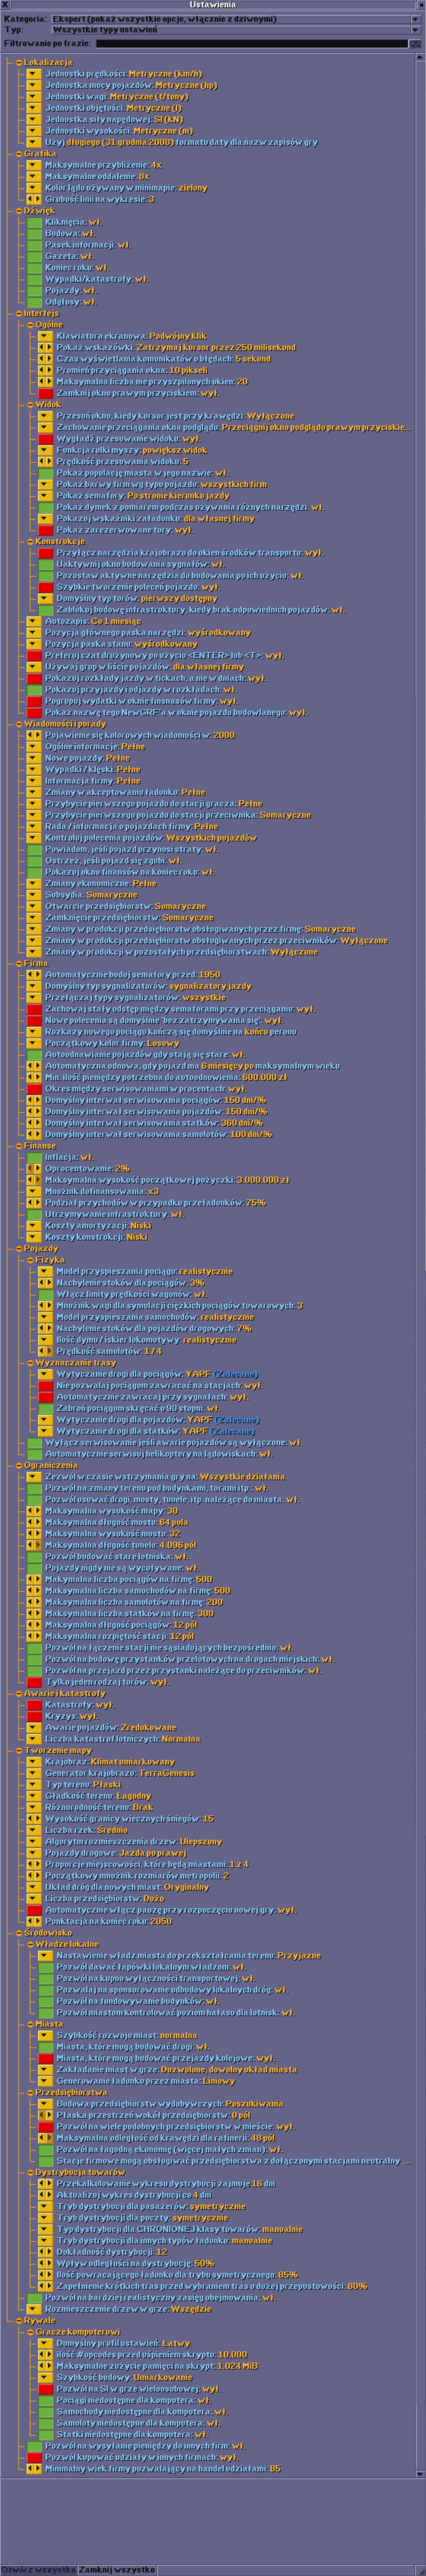 Ustawienia
Kategoria: Ekspert (pokaż wszystkie opcje, włącznie z dziwnymi)
Typ: Wszystkie typy ustawień
Filtrowanie po frazie:
Lokalizacja
Jednostki prędkości: Metryczne (km/h)
Jednostka mocy pojazdów: Metryczne (hp)
Jednostki wagi: Metryczne (t/tony)
Jednostki objętości: Metryczne (l)
Jednostka siły napędowej: SI (kN)
Jednostki wysokości: Metryczne (m)
Użyj długiego (31 grudnia 2008) formatu daty dla nazw zapisów gry
Grafika
Maksymalne przybliżenie: 4x
Maksymalne oddalenie: 8x
Kolor lądu używany w minimapie: zielony
Grubość linii na wykresie: 3
Dźwięk
Kliknięcia: wł.
Budowa: wł.
Pasek informacji: wł.
Gazeta: wł.
Koniec roku: wł.
Wypadki/katastrofy: wł.
Pojazdy: wł.
Odgłosy: wł.
Interfejs
Ogólne
Klawiatura ekranowa: Podwójny klik
Pokaż wskazówki: Zatrzymaj kursor przez 250 milisekund
Czas wyświetlania komunikatów o błędach: 5 sekund
Promień przyciągania okna: 10 pikseli
Maksymalna liczba nie przyszpilonych okien: 20
Zamknij okno prawym przyciskiem: wył.
Widok
Przesuń okno, kiedy kursor jest przy krawędzi: Wyłączone
Zachowanie przeciągania okna podglądu: Przeciągnij okno podglądu prawym przyciskie...
Wygładź przesuwanie widoku: wył.
Funkcja rolki myszy: powiększ widok
Prędkość przesuwania widoku: 5
Pokaż populację miasta w jego nazwie: wł.
Pokaż barwy firm wg typu pojazdu: wszystkich firm
Pokaż semafory: Po stronie kierunku jazdy
Pokaż dymek z pomiarem podczas używania różnych narzędzi: wł.
Pokazuj wskaźniki załadunku: dla własnej firmy
Pokaż zarezerwowane tory: wył.
Konstrukcje
Przyłącz narzędzia krajobrazu do okien środków transportu: wył.
Uaktywnij okno budowania sygnałów: wł.
Pozostaw aktywne narzędzia do budowania po ich użyciu: wł.
Szybkie tworzenie poleceń pojazdu: wył.
Domyślny typ torów: pierwszy dostępny
Zablokuj budowę infrastruktury, kiedy brak odpowiednich pojazdów: wł.
Autozapis: Co 1 miesiąc
Pozycja głównego paska narzędzi: wyśrodkowany
Pozycja paska stanu: wyśrodkowany
Preferuj czat drużynowy po użyciu <ENTER> lub <T>: wył.
Używaj grup w liście pojazdów: dla własnej firmy
Pokazuj rozkłady jazdy w tickach, a nie w dniach: wył.
Pokazuj przyjazdy i odjazdy w rozkładach: wł.
Pogrupuj wydatki w oknie finsnasów firmy: wył.
Pokaż nazwę tego NewGRF'a w oknie pojazdu budowlanego: wył.
Wiadomości i porady
Pojawienie się kolorowych wiadomości w: 2000
Ogólne informacje: Pełne
Nowe pojazdy: Pełne
Wypadki / klęski: Pełne
Informacja firmy: Pełne
Zmiany w akceptowaniu ładunku: Pełne
Przybycie pierwszego pojazdu do stacji gracza: Pełne
Przybycie pierwszego pojazdu do stacji przeciwnika: Sumaryczne
Rada / informacja o pojazdach firmy: Pełne
Kontroluj polecenia pojazdów: Wszystkich pojazdów
Powiadom, jeśli pojazd przynosi straty: wł.
Ostrzeż, jeśli pojazd się zgubi: wł.
Pokazuj okno finansów na koniec roku: wł.
Zmiany ekonomiczne: Pełne
Subsydia: Sumaryczne
Otwarcie przedsiębiorstw: Sumaryczne
Zamknięcie przedsiębiorstw: Sumaryczne
Zmiany w produkcji przedsiębiorstw obsługiwanych przez firmę: Sumaryczne
Zmiany w produkcji przedsiębiorstw obsługiwanych przez przeciwników: Wyłączone
Zmiany w produkcji w pozostałych przedsiębiorstwach: Wyłączone
Firma
Automatycznie buduj semafory przed: 1950
Domyślny typ sygnalizatorów: sygnalizatory jazdy
Przełączaj typy sygnalizatorów: wszystkie
Zachowaj stały odstęp między semaforami przy przeciąganiu: wył.
Nowe polecenia są domyślnie 'bez zatrzymywania się': wył.
Rozkazy nowego pociągu kończą się domyślnie na końcu peronu
Początkowy kolor firmy: Losowy
Autoodnawianie pojazdów gdy stają się stare: wł.
Automatyczna odnowa, gdy pojazd ma 6 miesięcy po maksymalnym wieku
Min. ilość pieniędzy potrzebna do autoodnowienia: 600.000 zł
Okres między serwisowaniami w procentach: wył.
Domyślny interwał serwisowania pociągów: 150 dni/%
Domyślny interwał serwisowania pojazdów: 150 dni/%
Domyślny interwał serwisowania statków: 360 dni/%
Domyślny interwał serwisowania samolotów: 100 dni/%
Finanse
Inflacja: wł.
Oprocentowanie: 2%
Maksymalna wysokość początkowej pożyczki: 3.000.000 zł
Mnożnik dofinansowania: x3
Podział przychodów w przypadku przeładunków: 75%
Utrzymywanie infrastruktury: wł.
Koszty amortyzacji: Niski
Koszty konstrukcji: Niski
Pojazdy
Fizyka
Model przyspieszania pociągu: realistycznie
Nachylenie stoków dla pociągów: 3%
Włącz limity prędkości wagonów: wł.
Mnożnik wagi dla symulacji ciężkich pociągów towarowych: 3
Model przyspieszania samochodów: realistycznie
Nachylenie stoków dla pojazdów drogowych: 7%
Ilość dymu / iskier lokomotywy: realistycznie
Prędkość samolotów: 1 / 4
Wyznaczanie trasy
Wytyczanie drogi dla pociągów: YAPF (Zalecane)
Nie pozwalaj pociągom zawracać na stacjach: wył.
Automatycznie zawracaj przy sygnałach: wył.
Zabroń pociągom skręcać o 90 stopni: wł.
Wytyczanie drogi dla pojazdów: YAPF (Zalecane)
Wytyczanie drogi dla statków: YAPF (Zalecane)
Wyłącz serwisowanie jeśli awarie pojazdów są wyłączone: wł.
Automatycznie serwisuj helikoptery na lądowiskach: wł.
Ograniczenia
Zezwól w czasie wstrzymania gry na: Wszystkie działania
Pozwól na zmiany terenu pod budynkami, torami itp.: wł.
Pozwól usuwać drogi, mosty, tunele, itp. należące do miasta: wł.
Maksymalna wysokość mapy: 30
Maksymalna długość mostu: 64 pola
Maksymalna wysokość mostu: 32
Maksymalna długość tunelu: 4.096 pól
Pozwól budować stare lotniska: wł.
Pojazdy nigdy nie są wycofywane: wł.
Maksymalna liczba pociągów na firmę: 500
Maksymalna liczba samochodów na firmę: 500
Maksymalna liczba samolotów na firmę: 200
Maksymalna liczba statków na firmę: 300
Maksymalna długość pociągów: 12 pól
Maksymalna rozpiętość stacji: 12 pól
Pozwól na łączenie stacji nie sąsiadujących bezpośrednio: wł.
Pozwól na budowę przystanków przelotowych na drogach miejskich: wł.
Pozwól na przejazd przez przystanki należące do przeciwników: wł.
Tylko jeden rodzaj torów: wył.
Awarie i katastrofy
Katastrofy: wył.
Kryzys: wył.
Awarie pojazdów: Zredukowane
Liczba katastrof lotniczych: Normalna
Tworzenie mapy
Krajobraz: Klimat umiarkowany
Generator krajobrazu: TerraGenesis
Typ terenu: Płaski
Gładkość terenu: Łagodny
Różnorodność terenu: Brak
Wysokość granicy wiecznych śniegów: 15
Liczba rzek: Średnio
Algorytm rozmieszczenia drzew: Ulepszony
Pojazdy drogowe: Jazda po prawej
Proporcje miejscowości, które będą miastami: 1 z 4
Początkowy mnożnik rozmiarów metropolii: 2
Układ dróg dla nowych miast: Oryginalny
Liczba przedsiębiorstw: Dużo
Automatycznie włącz pauzę przy rozpoczęciu nowej gry: wył.
Punktacja na koniec roku: 2050
Środowisko
Władze lokalne
Nastawienie władz miasta do przekształcania terenu: Przyjazne
Pozwól dawać łapówki lokalnym władzom: wł.
Pozwól na kupno wyłączności transportowej: wł.
Pozwalaj na sponsorowanie odbudowy lokalnych dróg: wł.
Pozwól na fundowywanie budynków: wł.
Pozwól miastom kontrolować poziom hałasu dla lotnisk: wł.
Miasta
Szybkość rozwoju miast: normalna
Miasta, które mogą budować drogi: wł.
Miasta, które mogą budować przejazdy kolejowe: wył.
Zakładanie miast w grze: Dozwolone, dowolny układ miasta
Generowanie ładunku przez miasta: Liniowy
Przedsiębiorstwa
Budowa przedsiębiorstw wydobywczych: Poszukiwania
Płaska przestrzeń wokół przedsiębiorstw: 0 pól
Pozwól na wiele podobnych przedsiębiorstw w mieście: wył.
Maksymalna odległość od krawędzi dla rafinerii: 48 pól
Pozwól na łagodną ekonomię (więcej małych zmian): wł.
Stacje firmowe mogą obsługiwać przedsiębiorstwa z dołączonymi stacjami neutralny ...
Dystrybucja towarów
Przekalkulowanie wykresu dystrybucji zajmuje 16 dni
Aktualizuj wykres dystrybucji co 4 dni
Tryb dystrybucji dla pasażerów: symetrycznie
Tryb dystrybucji dla poczty: symetrycznie
Typ dystrybucji dla CHRONIONEJ klasy towarów: manualnie
Tryb dystrybucji dla innych typów ładunku: manualnie
Dokładność dystrybucji: 12
Wpływ odległości na dystrybucję: 50%
Ilość powracającego ładunku dla trybu symetrycznego: 85%
Zapełnienie krótkich tras przed wybraniem tras o dużej przepustowości: 80%
Pozwól na bardziej realistyczny zasięg obejmowania: wł.
Rozmieszczenie drzew w grze: Wszędzie
Rywale
Gracze komputerowi
Domyślny profil ustawień: Łatwy
ilość #opcodes przed uśpieniem skryptu: 10.000
Maksymalne zużycie pamięci na skrypt: 1.024 MiB
Szybkość budowy: Umiarkowanie
Pozwól na SI w grze wieloosobowej: wył.
Pociągi niedostępne dla komputera: wł.
Samochody niedostępne dla komputera: wł.
Samoloty niedostępne dla komputera: wł.
Statki niedostępne dla komputera: wł.
Pozwól na wysyłanie pieniędzy do innych firm: wł.
Pozwól kupować udziały w innych firmach: wył.
Minimalny wiek firmy pozwalający na handel udziałami: 85
Otwórz wszystko Zamknij wszystko